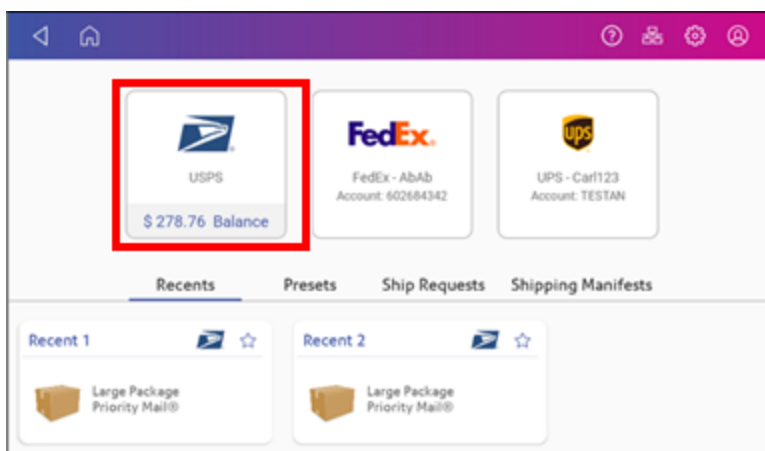 FedEx.
ups
USPS
FedEx - AbAb
UPS - Carl123
Account: 602684342
Account: TESTAN
$ 278.76 Balance
Recents
Presets
Ship Requests
Shipping Manifests
Recent 1
Recent 2
Large Package
Priority Mail®
Large Package
Priority Mail®